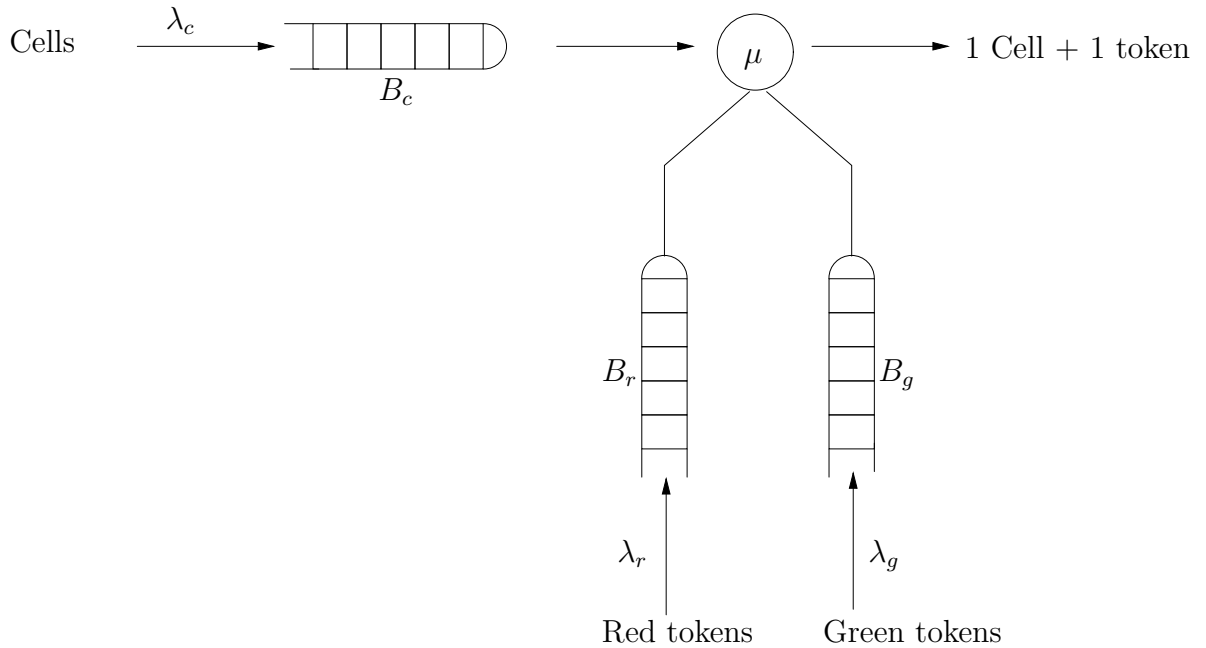 Cells
λc
Bc
μ
1 Cell + 1 token
Br
Bg
λr
λg
Red tokens
Green tokens